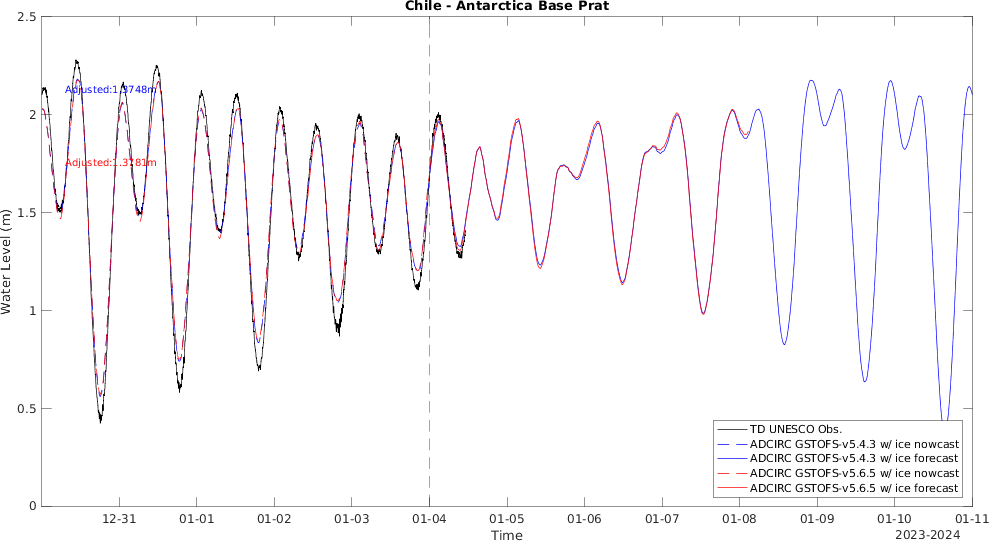 Chile - Antarctica Base Prat
2.5
2
1.5
1
0.5
0
Water Level (m)
Adjusted:1.3748m
Adjusted:1.3781m
TD UNESCO Obs.
ADCIRC GSTOFS-v5.4.3 w/ ice nowcast
ADCIRC GSTOFS-v5.4.3 w/ ice forecast
ADCIRC GSTOFS-v5.6.5 w/ ice nowcast
ADCIRC GSTOFS-v5.6.5 w/ ice forecast
12-31 01-01 01-02 01-03 01-04 01-05 01-06 01-07 01-08 01-09 01-10 01-11
Time
2023-2024